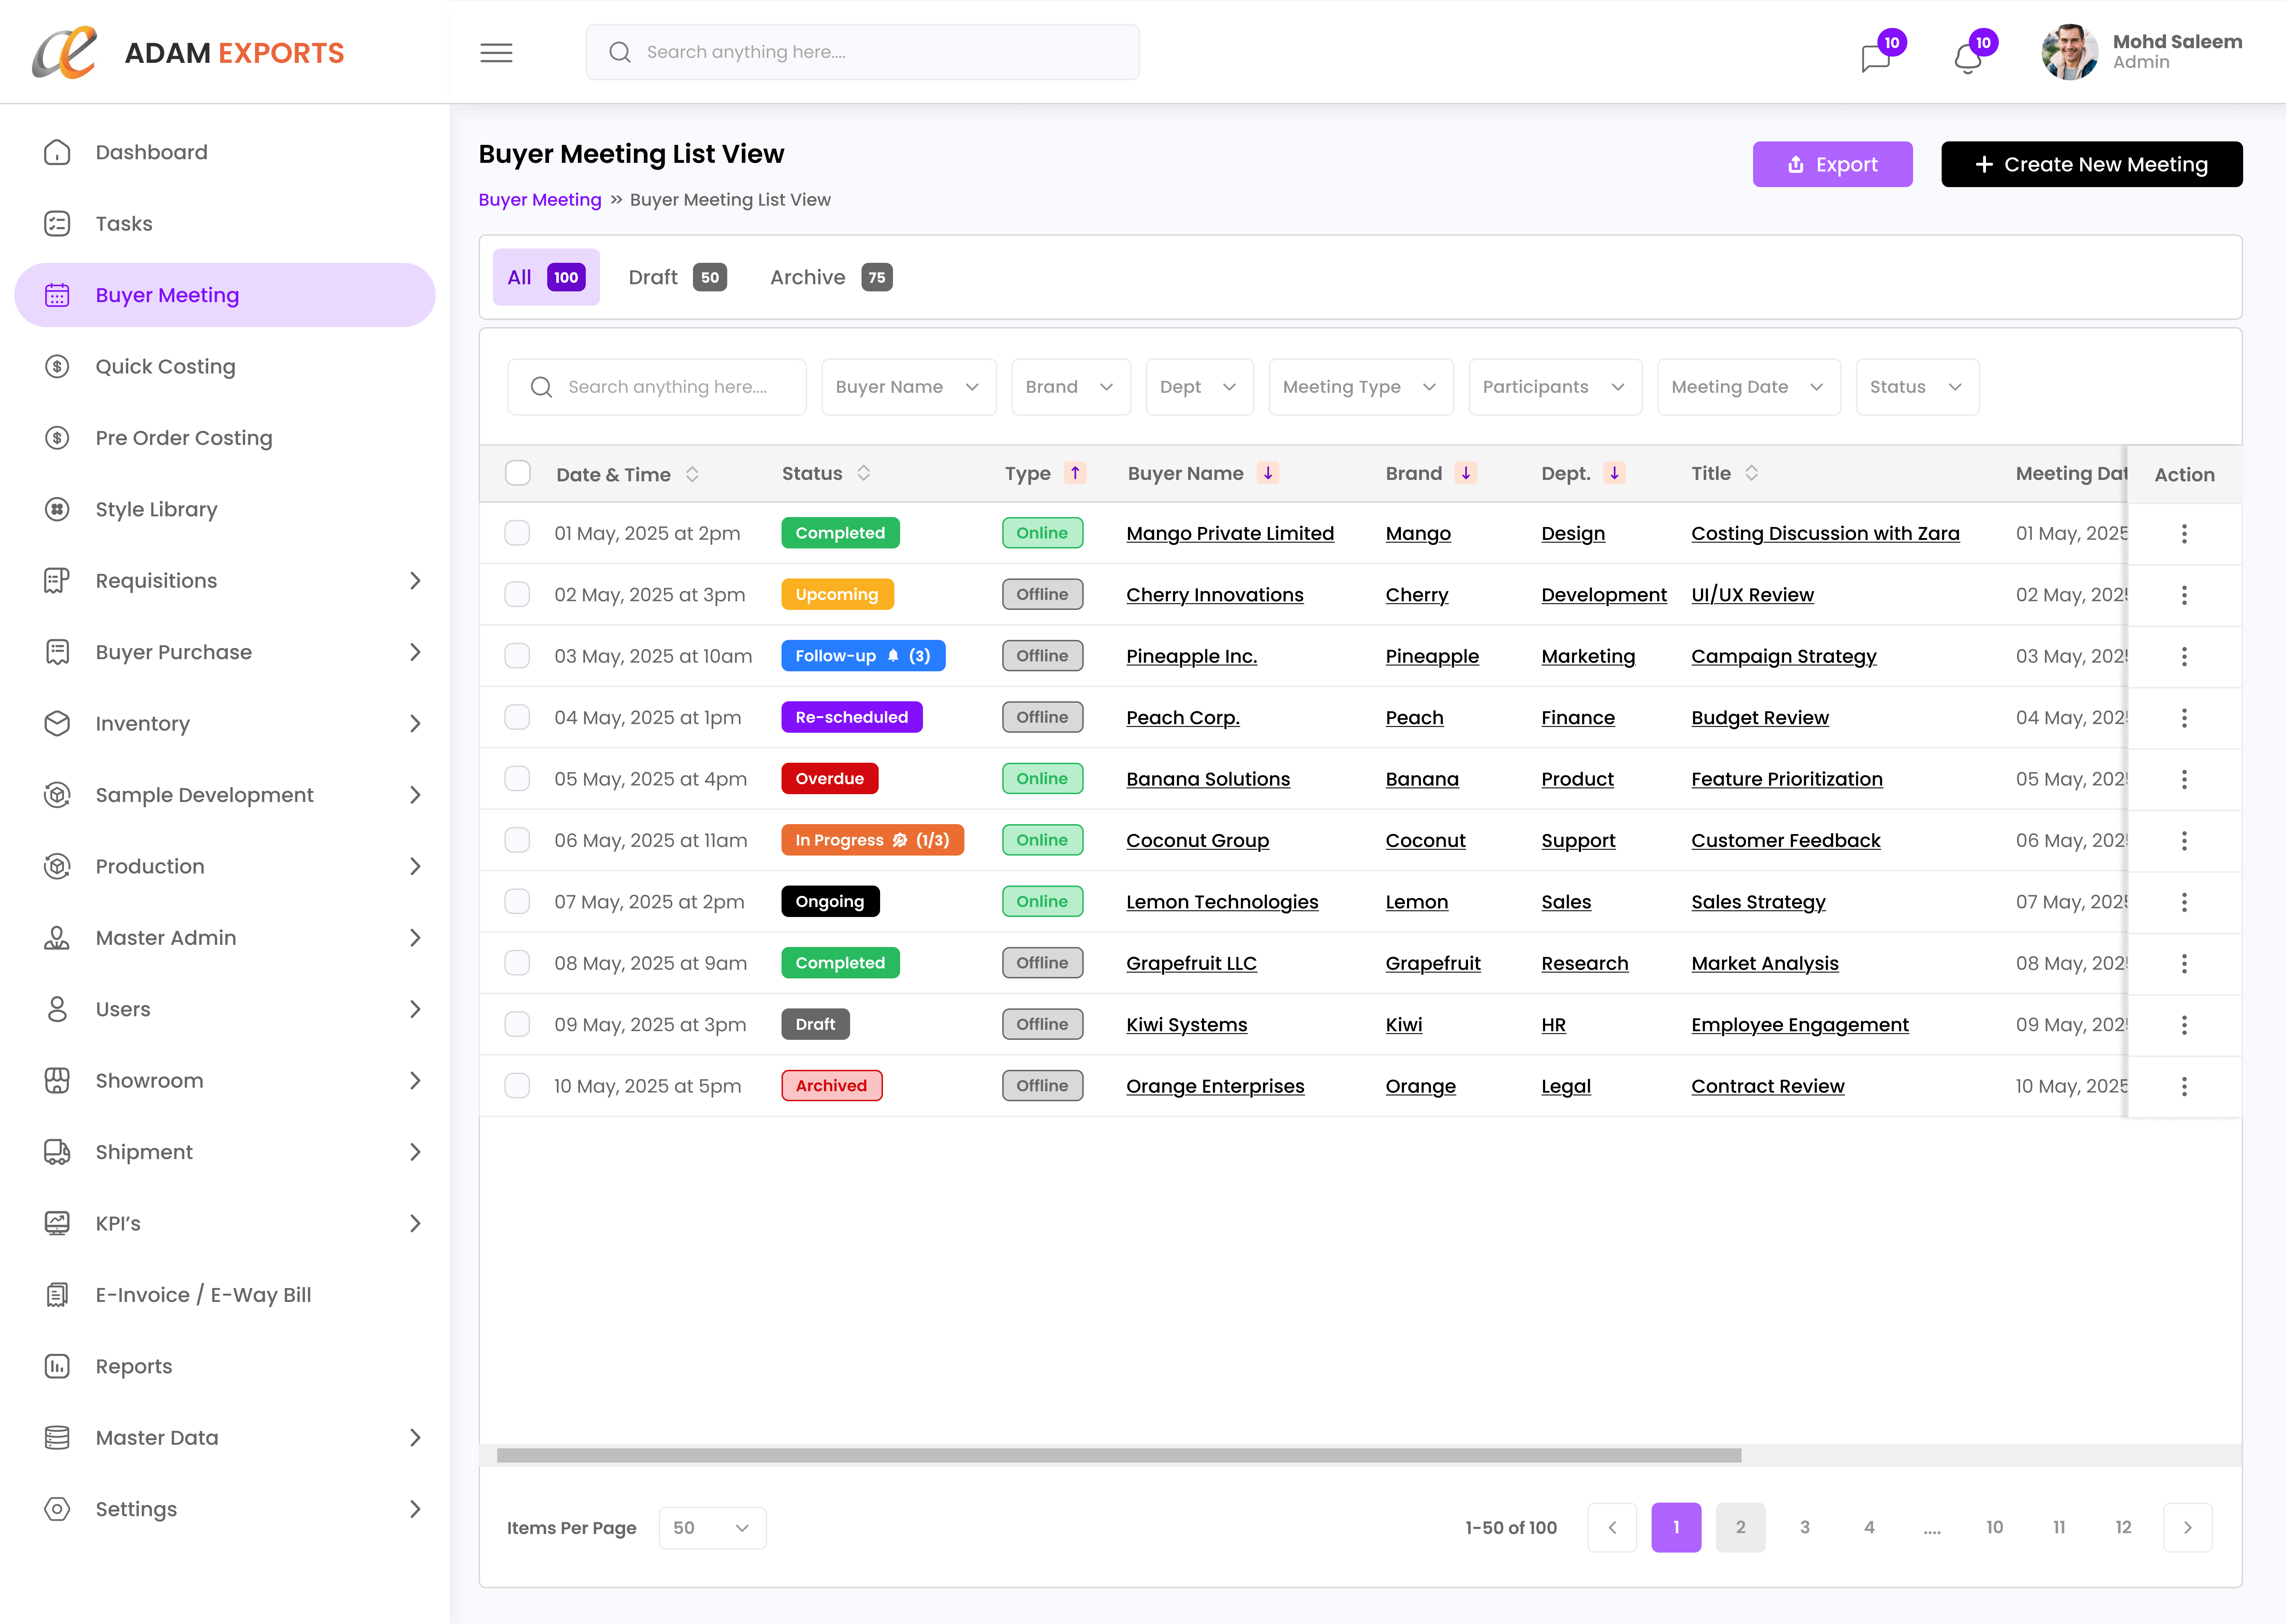 ADAM EXPORTS
Search anything here....
10
10
Mohd Saleem
Admin
Dashboard
Tasks
Buyer Meeting
Quick Costing
Pre Order Costing
Style Library
Requisitions
Buyer Purchase
Inventory
Sample Development
Production
Master Admin
Users
Showroom
Shipment
KPI's
E-Invoice / E-Way Bill
Reports
Master Data
Settings
Buyer Meeting List View
Export
+ Create New Meeting
Buyer Meeting » Buyer Meeting List View
All 100 Draft 50 Archive 75
Search anything here.... Buyer Name Brand Dept Meeting Type Participants Meeting Date Status
Date & Time Status Type Buyer Name Brand Dept. Title Meeting Dat Action
01 May, 2025 at 2pm Completed Online Mango Private Limited Mango Design Costing Discussion with Zara 01 May, 2025
02 May, 2025 at 3pm Upcoming Offline Cherry Innovations Cherry Development UI/UX Review 02 May, 2025
03 May, 2025 at 10am Follow-up (3) Offline Pineapple Inc. Pineapple Marketing Campaign Strategy 03 May, 2025
04 May, 2025 at 1pm Re-scheduled Offline Peach Corp. Peach Finance Budget Review 04 May, 2025
05 May, 2025 at 4pm Overdue Online Banana Solutions Banana Product Feature Prioritization 05 May, 2025
06 May, 2025 at 11am In Progress (1/3) Online Coconut Group Coconut Support Customer Feedback 06 May, 2025
07 May, 2025 at 2pm Ongoing Online Lemon Technologies Lemon Sales Sales Strategy 07 May, 2025
08 May, 2025 at 9am Completed Offline Grapefruit LLC Grapefruit Research Market Analysis 08 May, 2025
09 May, 2025 at 3pm Draft Offline Kiwi Systems Kiwi HR Employee Engagement 09 May, 2025
10 May, 2025 at 5pm Archived Offline Orange Enterprises Orange Legal Contract Review 10 May, 2025
Items Per Page 50 1-50 of 100 1 2 3 4 .... 10 11 12